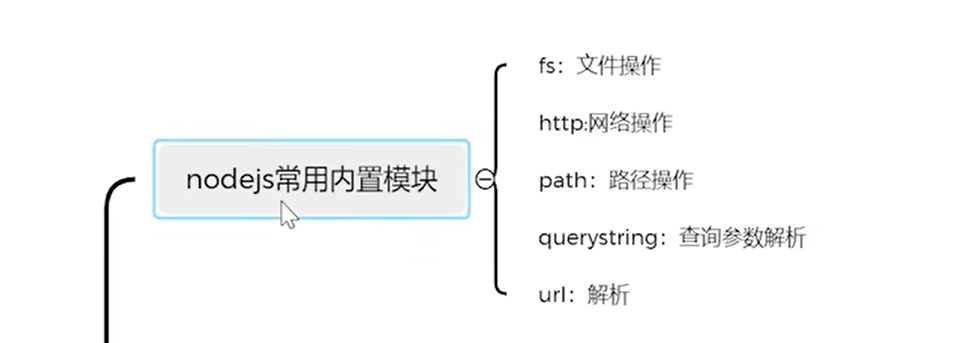 nodejs常用内置模块
fs：文件操作
http:网络操作
path：路径操作
querystring：查询参数解析
url：解析